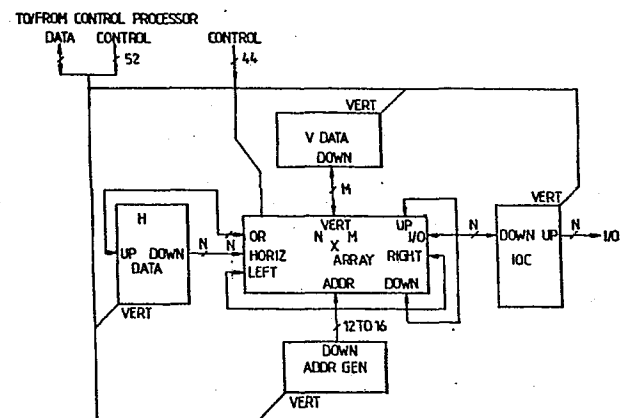 TO/FROM CONTROL PROCESSOR
DATA CONTROL CONTROL
52 44
VERT
V DATA
DOWN
M
VERT
H
UP DOWN
DATA
VERT
N
N
OR
HORIZ
LEFT
VERT
N M
X
ARRAY
ADDR
UP
I/O
RIGHT
DOWN
N
DOWN UP
IOC
N
I/O
12 TO 16
DOWN
ADDR GEN
VERT